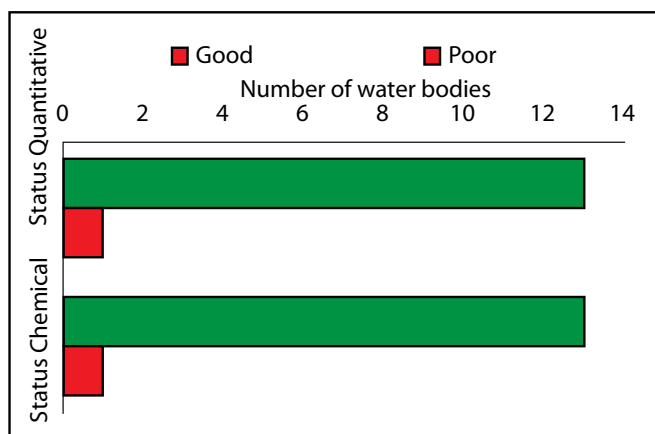 Good Poor
Number of water bodies
0 2 4 6 8 10 12 14
Status Quantitative
Status Chemical